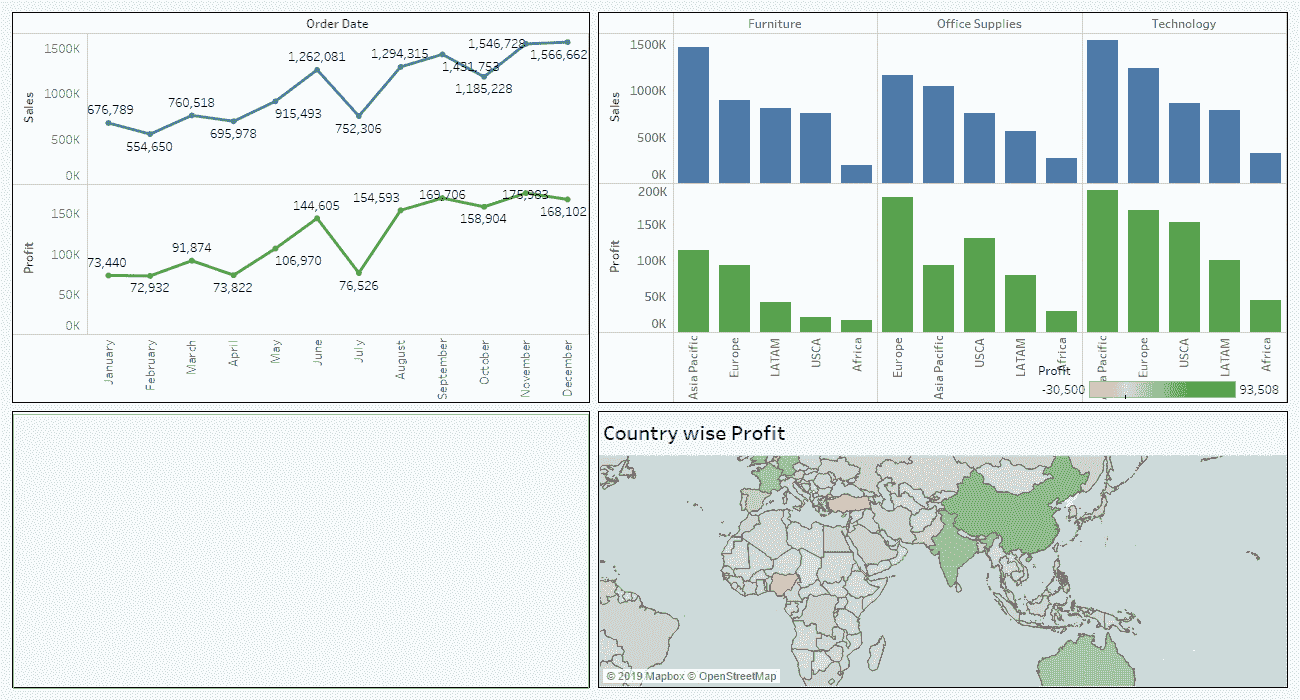 Order Date
Sales
1500K
1000K
500K
0K
676,789
554,650
760,518
695,978
915,493
1,262,081
752,306
1,294,315
1,431,753
1,185,228
1,546,728
1,566,662
Profit
150K
100K
50K
0K
73,440
72,932
91,874
73,822
106,970
144,605
76,526
154,593
169,706
158,904
175,983
168,102
January
February
March
April
May
June
July
August
September
October
November
December
Furniture
Office Supplies
Technology
Sales
1500K
1000K
500K
0K
Profit
200K
150K
100K
50K
0K
Asia Pacific
Europe
LATAM
USCA
Africa
Europe
Asia Pacific
USCA
LATAM
Africa
Asia Pacific
Europe
USCA
LATAM
Africa
Profit
-30,500
93,508
Country wise Profit
© 2019 Mapbox © OpenStreetMap